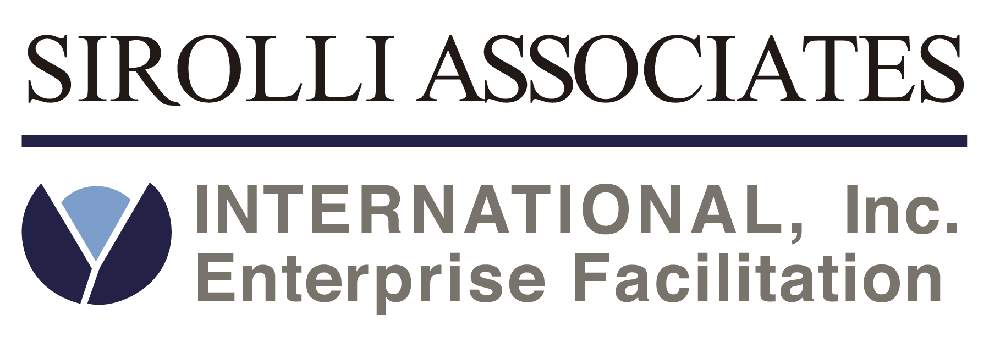 SIROLLI ASSOCIATES
INTERNATIONAL, Inc.
Enterprise Facilitation